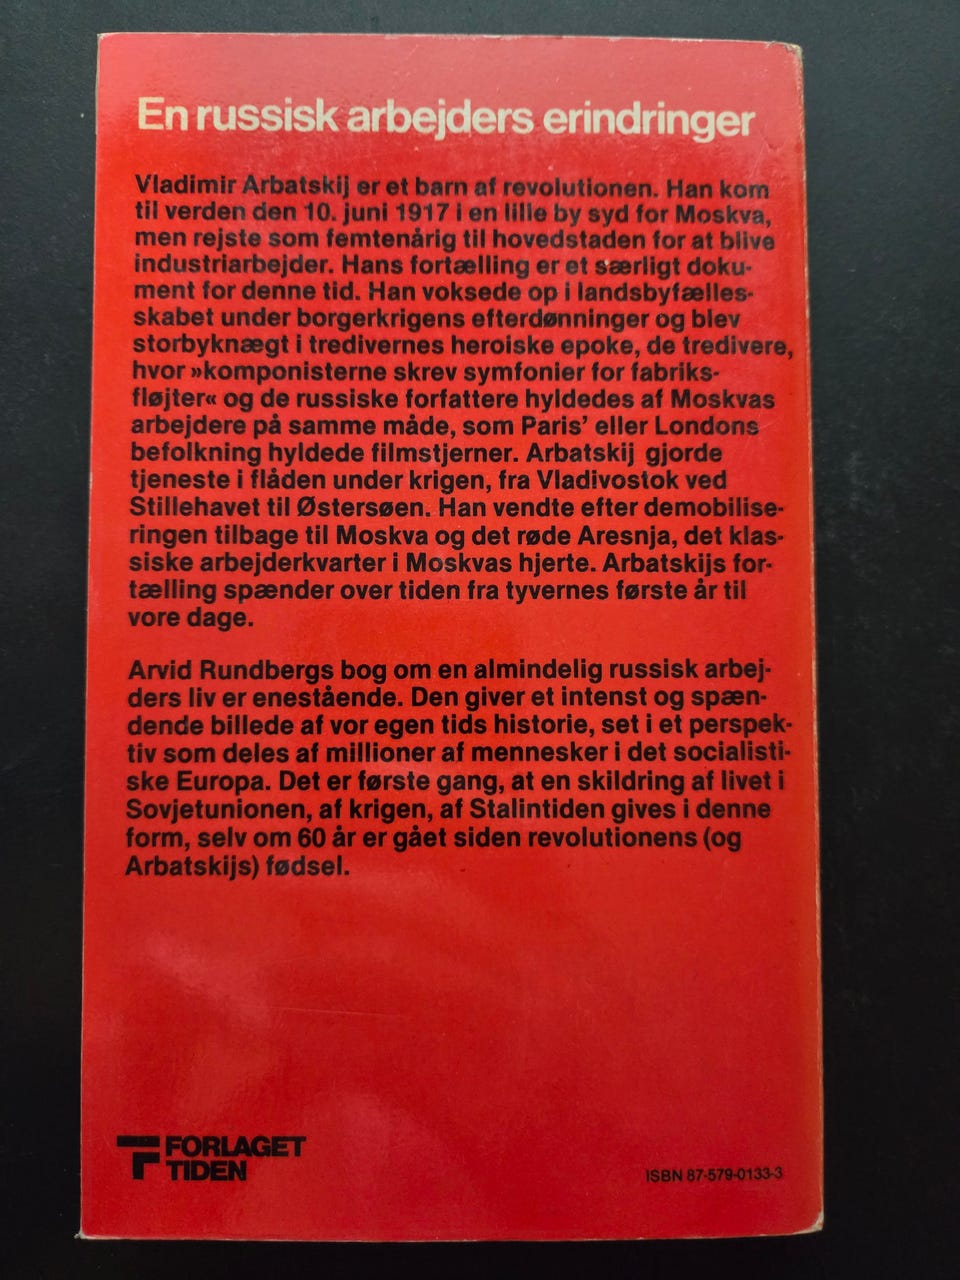 En russisk arbejders erindringer
Vladimir Arbatskij er et barn af revolutionen. Han kom
til verden den 10. juni 1917 i en lille by syd for Moskva,
men rejste som femtenårig til hovedstaden for at blive
industriarbejder. Hans fortælling er et særligt doku-
ment for denne tid. Han voksede op i landsbyfælles-
skabet under borgerkrigens efterdønninger og blev
storbyknægt i tredivernes heroiske epoke, de tredivere,
hvor »komponisterne skrev symfonier for fabriks-
fløjter« og de russiske forfattere hyldedes af Moskvas
arbejdere på samme måde, som Paris' eller Londons
befolkning hyldede filmstjerner. Arbatskij gjorde
tjeneste i flåden under krigen, fra Vladivostok ved
Stillehavet til Østersøen. Han vendte efter demobilise-
ringen tilbage til Moskva og det røde Aresnja, det klas-
siske arbejderkvarter i Moskvas hjerte. Arbatskijs for-
tælling spænder over tiden fra tyvernes første år til
vore dage.
Arvid Rundbergs bog om en almindelig russisk arbej-
ders liv er enestående. Den giver et intenst og spæn-
dende billede af vor egen tids historie, set i et perspek-
tiv som deles af millioner af mennesker i det socialisti-
ske Europa. Det er første gang, at en skildring af livet i
Sovjetunionen, af krigen, af Stalintiden gives i denne
form, selv om 60 år er gået siden revolutionens (og
Arbatskijs) fødsel.
FORLAGET
TIDEN
ISBN 87-579-0133-3